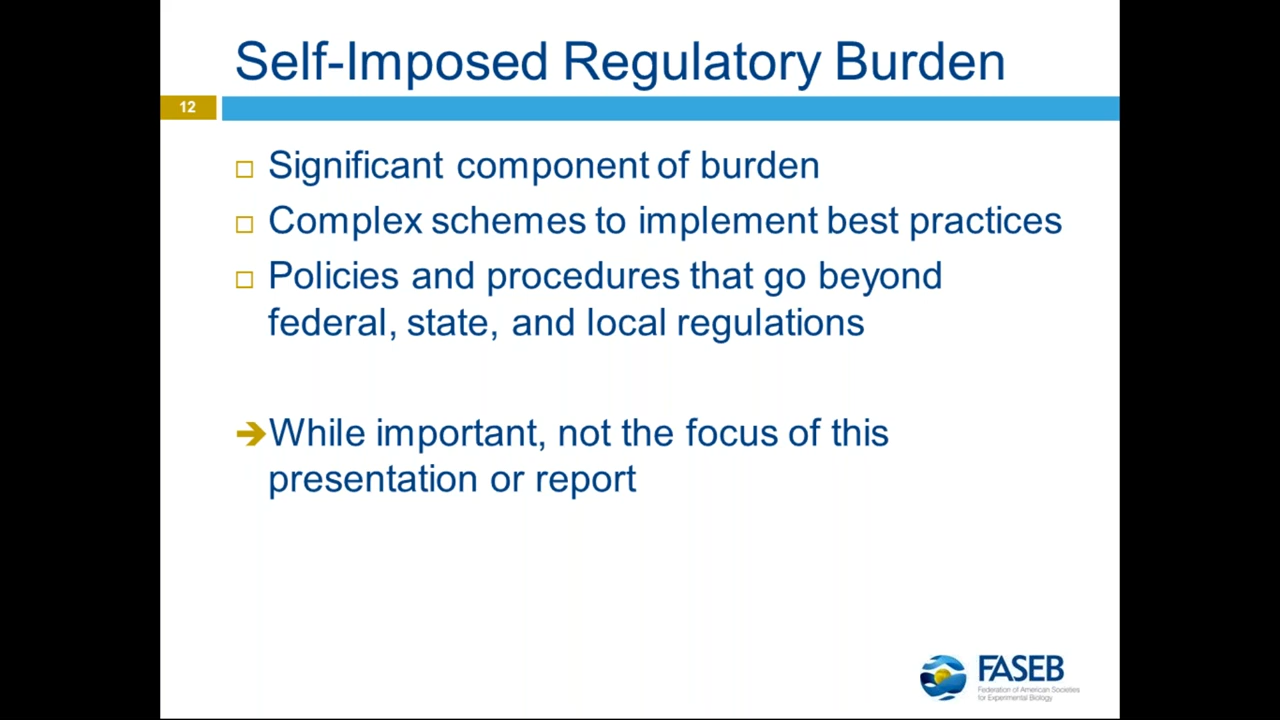 Self-Imposed Regulatory Burden
12
Significant component of burden
Complex schemes to implement best practices
Policies and procedures that go beyond
federal, state, and local regulations
While important, not the focus of this
presentation or report
FASEB
Federation of American Societies
for Experimental Biology